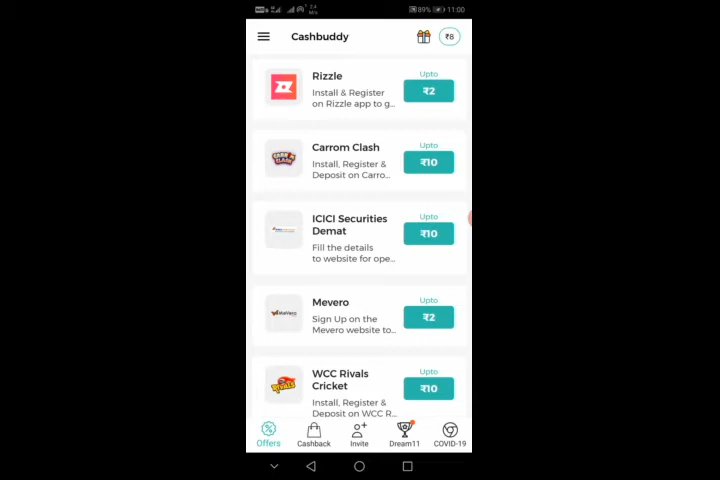 89% 11:00
Cashbuddy
₹8
Rizzle
Install & Register
on Rizzle app to g...
Upto
₹2
Carrom Clash
Install, Register &
Deposit on Carro...
Upto
₹10
ICICI Securities
Demat
Fill the details
to website for ope...
Upto
₹10
Mevero
Sign Up on the
Mevero website to...
Upto
₹2
WCC Rivals
Cricket
Install, Register &
Deposit on WCC R...
Upto
₹10
RIVALS
Offers
Cashback
Invite
Dream11
COVID-19